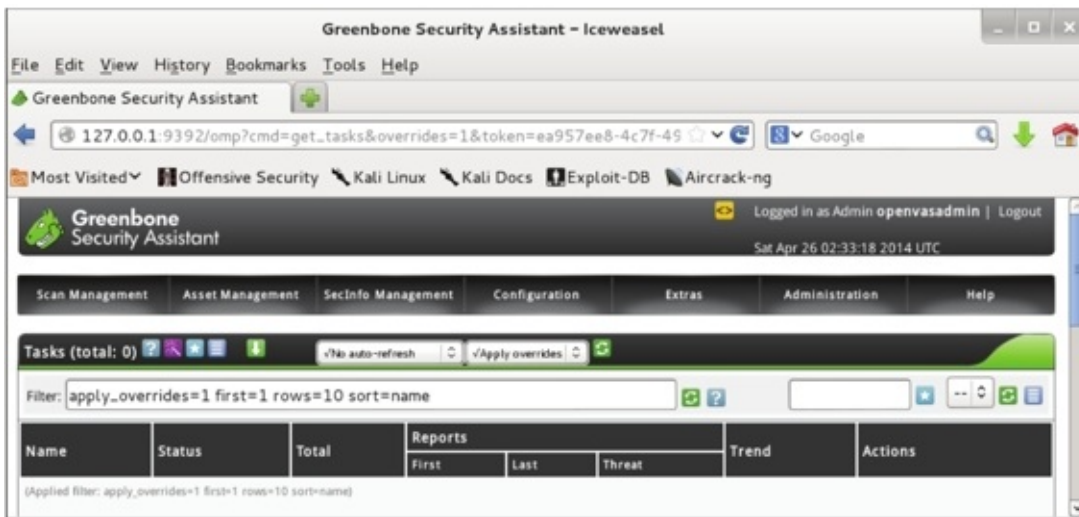 Greenbone Security Assistant - Iceweasel
File Edit View History Bookmarks Tools Help
Greenbone Security Assistant
127.0.0.1:9392/omp?cmd=get_tasks&overrides=1&token=ea957ee8-4c7f-49
Google
Most Visited Offensive Security Kali Linux Kali Docs Exploit-DB Aircrack-ng
Greenbone
Security Assistant
Logged in as Admin openvasadmin | Logout
Sat Apr 26 02:33:18 2014 UTC
Scan Management Asset Management SecInfo Management Configuration Extras Administration Help
Tasks (total: 0) √No auto-refresh √Apply overrides
Filter: apply_overrides=1 first=1 rows=10 sort=name --
Name Status Total Reports Trend Actions
First Last Threat
(Applied filter: apply_overrides=1 first=1 rows=10 sort=name)